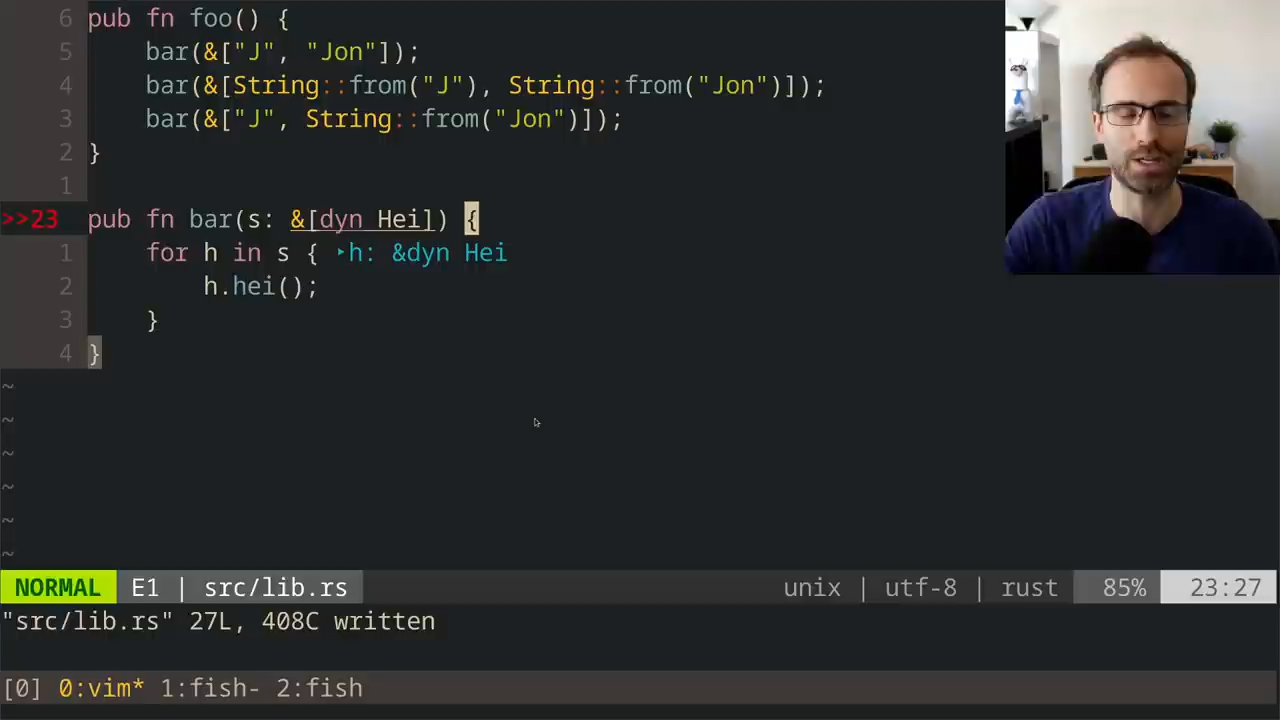 6 pub fn foo() {
5     bar(&["J", "Jon"]);
4     bar(&[String::from("J"), String::from("Jon")]);
3     bar(&["J", String::from("Jon")]);
2 }
1
>>23 pub fn bar(s: &[dyn Hei]) {
1     for h in s { ‣h: &dyn Hei
2         h.hei();
3     }
4 }
~
~
~
~
~
~
NORMAL E1 | src/lib.rs unix | utf-8 | rust 85% 23:27
"src/lib.rs" 27L, 408C written
[0] 0:vim* 1:fish- 2:fish